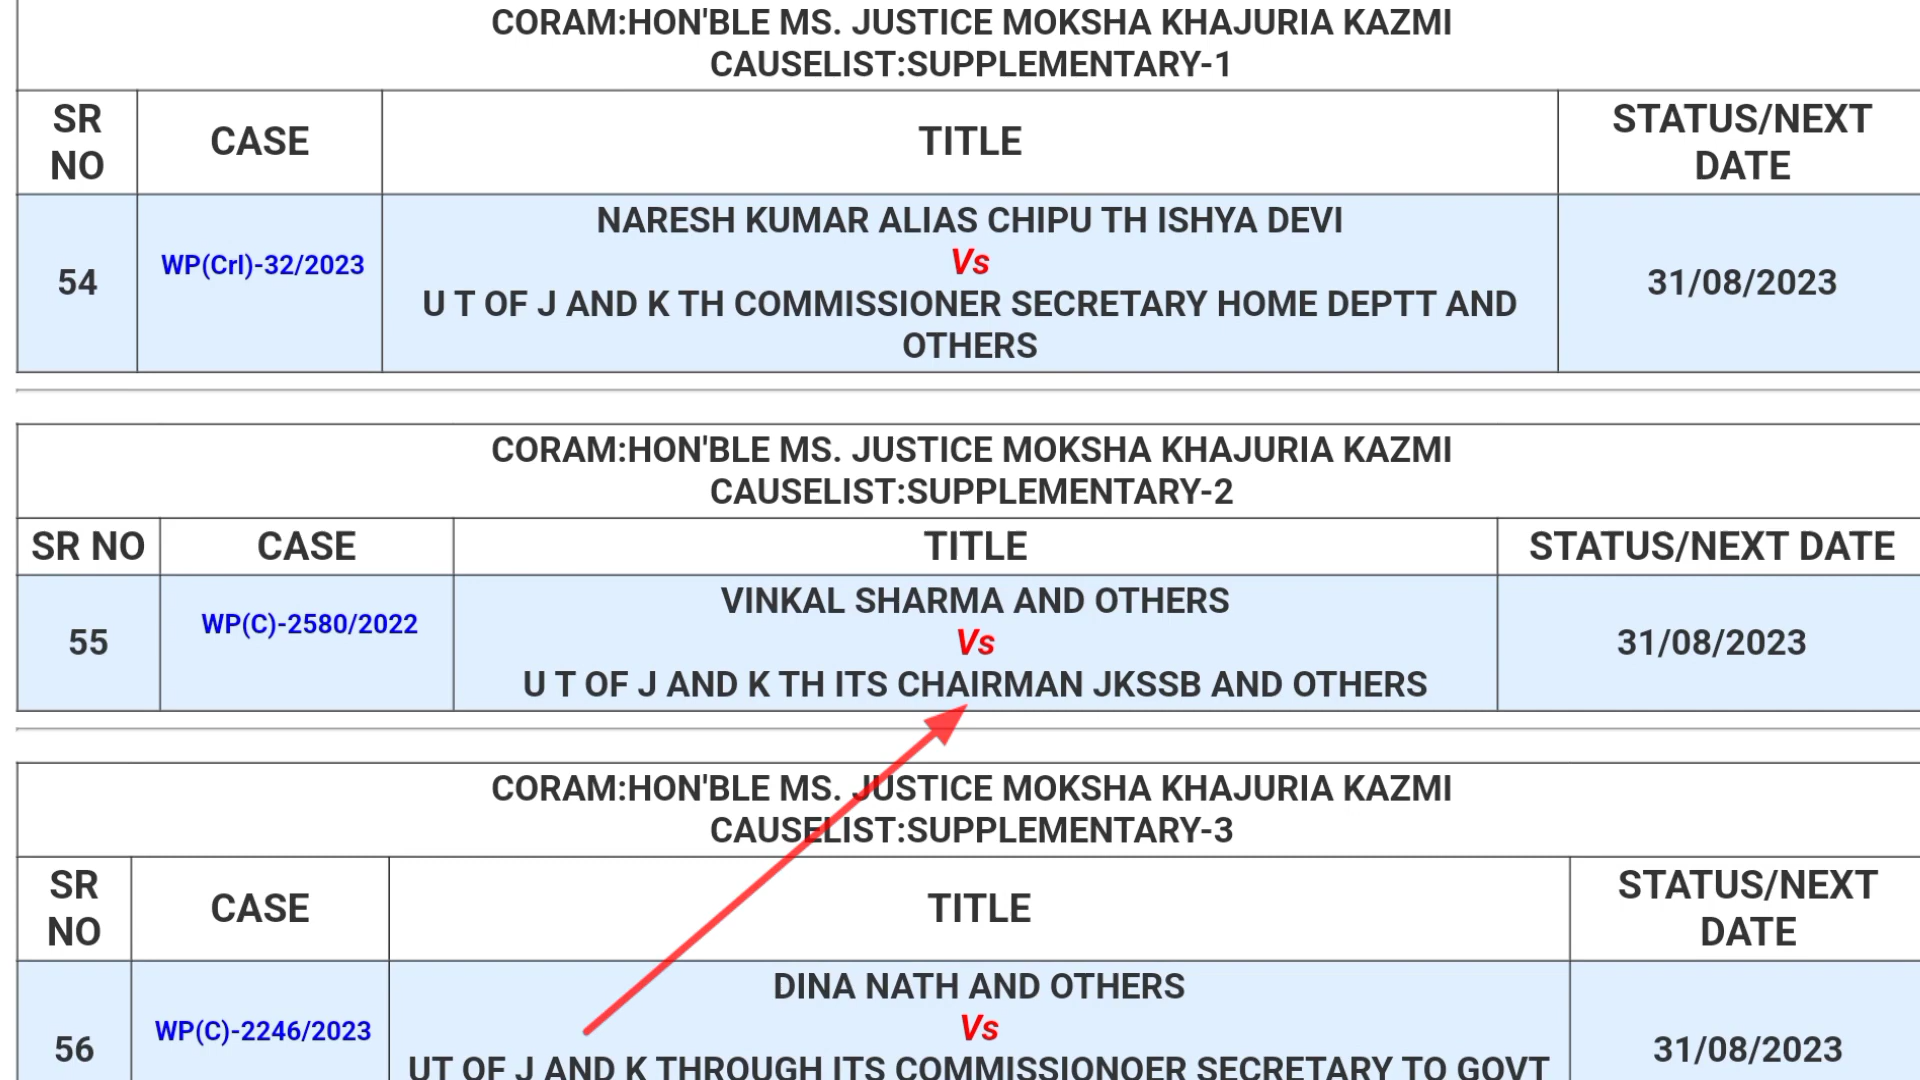 CORAM:HON'BLE MS. JUSTICE MOKSHA KHAJURIA KAZMI
CAUSELIST:SUPPLEMENTARY-1
SR NO
CASE
TITLE
STATUS/NEXT DATE
54
WP(Crl)-32/2023
NARESH KUMAR ALIAS CHIPU TH ISHYA DEVI
Vs
U T OF J AND K TH COMMISSIONER SECRETARY HOME DEPTT AND
OTHERS
31/08/2023
CORAM:HON'BLE MS. JUSTICE MOKSHA KHAJURIA KAZMI
CAUSELIST:SUPPLEMENTARY-2
SR NO
CASE
TITLE
STATUS/NEXT DATE
55
WP(C)-2580/2022
VINKAL SHARMA AND OTHERS
Vs
U T OF J AND K TH ITS CHAIRMAN JKSSB AND OTHERS
31/08/2023
CORAM:HON'BLE MS. JUSTICE MOKSHA KHAJURIA KAZMI
CAUSELIST:SUPPLEMENTARY-3
SR NO
CASE
TITLE
STATUS/NEXT DATE
56
WP(C)-2246/2023
DINA NATH AND OTHERS
Vs
UT OF J AND K THROUGH ITS COMMISSIONOER SECRETARY TO GOVT
31/08/2023